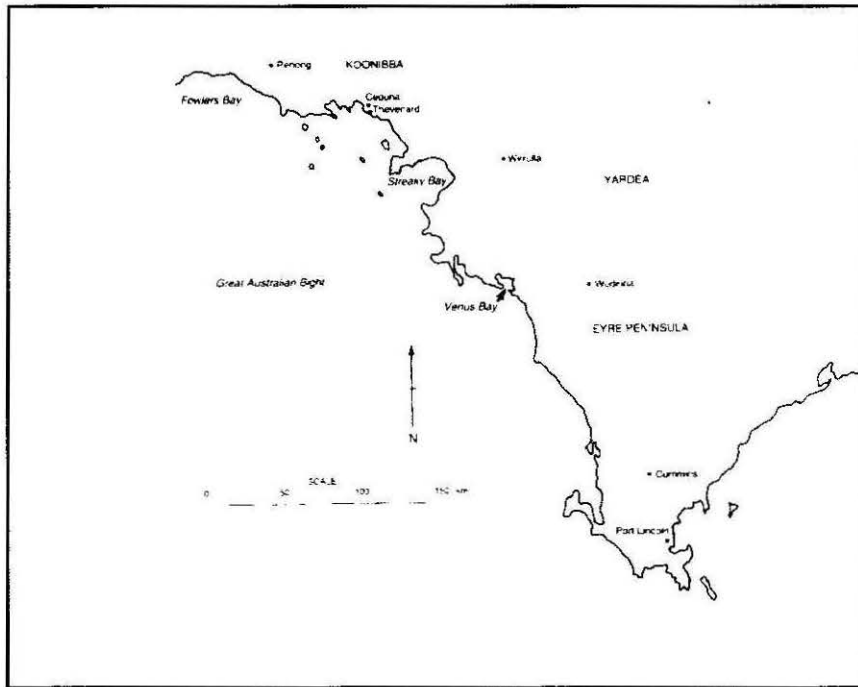 Penong
KOONIBBA
Ceduna
Thevenard
Fowlers Bay
Wirrulla
Streaky Bay
YARDEA
Great Australian Bight
Wudinna
Venus Bay
EYRE PENINSULA
N
Cummins
SCALE
0 50 100 150 km
Port Lincoln